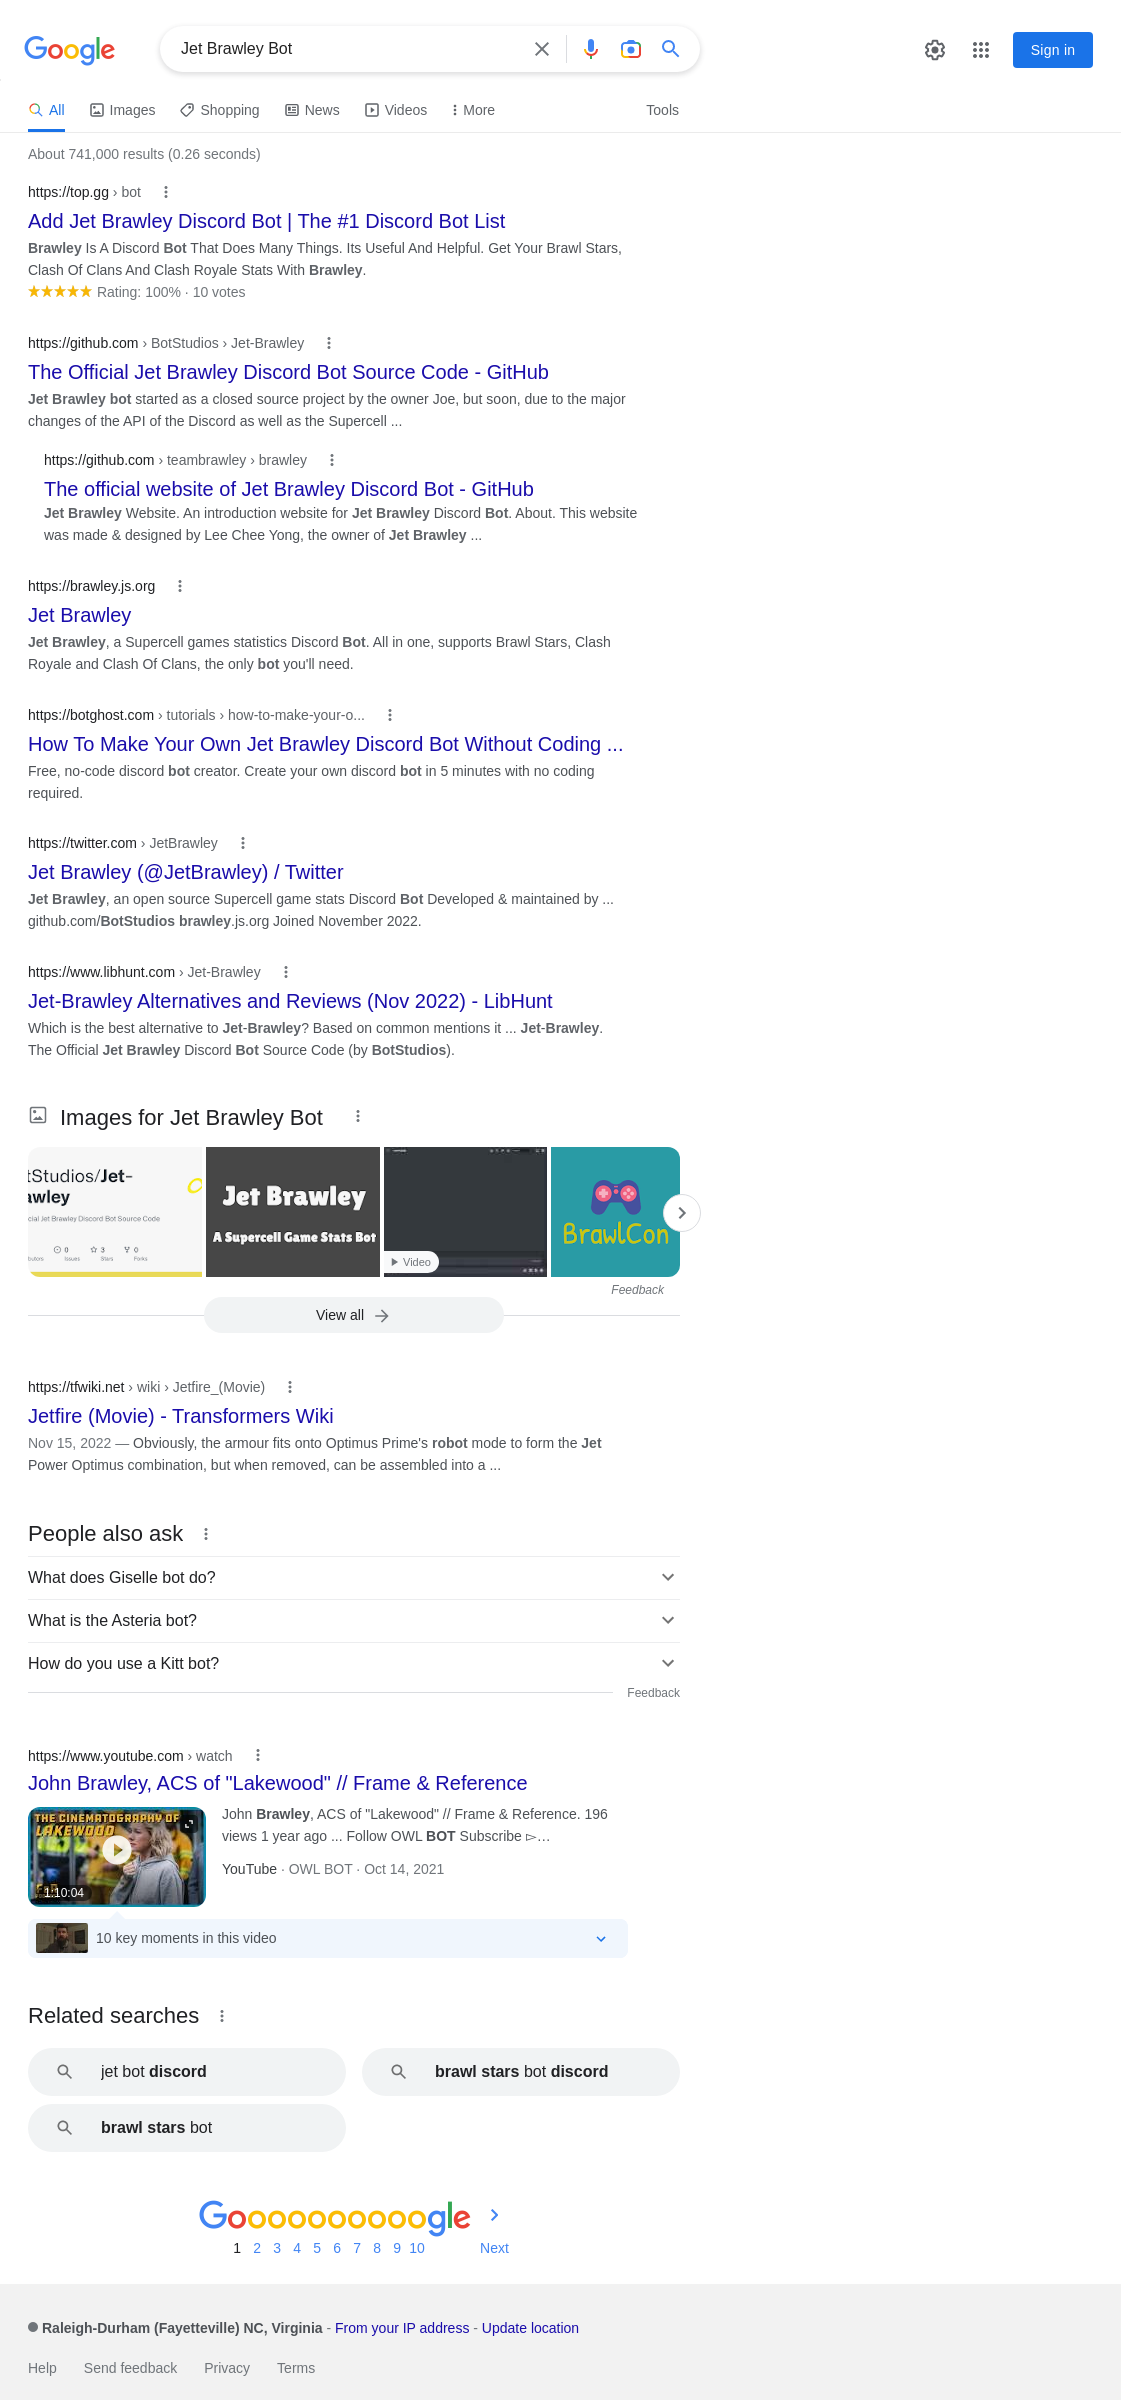 Google
Jet Brawley Bot
Sign in
All
Images
Shopping
News
Videos
More
Tools
About 741,000 results (0.26 seconds)
https://top.gg › bot
Add Jet Brawley Discord Bot | The #1 Discord Bot List
Brawley Is A Discord Bot That Does Many Things. Its Useful And Helpful. Get Your Brawl Stars,
Clash Of Clans And Clash Royale Stats With Brawley.
Rating: 100% · 10 votes
https://github.com › BotStudios › Jet-Brawley
The Official Jet Brawley Discord Bot Source Code - GitHub
Jet Brawley bot started as a closed source project by the owner Joe, but soon, due to the major
changes of the API of the Discord as well as the Supercell ...
https://github.com › teambrawley › brawley
The official website of Jet Brawley Discord Bot - GitHub
Jet Brawley Website. An introduction website for Jet Brawley Discord Bot. About. This website
was made & designed by Lee Chee Yong, the owner of Jet Brawley ...
https://brawley.js.org
Jet Brawley
Jet Brawley, a Supercell games statistics Discord Bot. All in one, supports Brawl Stars, Clash
Royale and Clash Of Clans, the only bot you'll need.
https://botghost.com › tutorials › how-to-make-your-o...
How To Make Your Own Jet Brawley Discord Bot Without Coding ...
Free, no-code discord bot creator. Create your own discord bot in 5 minutes with no coding
required.
https://twitter.com › JetBrawley
Jet Brawley (@JetBrawley) / Twitter
Jet Brawley, an open source Supercell game stats Discord Bot Developed & maintained by ...
github.com/BotStudios brawley.js.org Joined November 2022.
https://www.libhunt.com › Jet-Brawley
Jet-Brawley Alternatives and Reviews (Nov 2022) - LibHunt
Which is the best alternative to Jet-Brawley? Based on common mentions it ... Jet-Brawley.
The Official Jet Brawley Discord Bot Source Code (by BotStudios).
Images for Jet Brawley Bot
tStudios/Jet-
awley
cial Jet Brawley Discord Bot Source Code
0 3 0
butors Issues Stars Forks
Jet Brawley
A Supercell Game Stats Bot
Video
BrawlCon
Feedback
View all
https://tfwiki.net › wiki › Jetfire_(Movie)
Jetfire (Movie) - Transformers Wiki
Nov 15, 2022 — Obviously, the armour fits onto Optimus Prime's robot mode to form the Jet
Power Optimus combination, but when removed, can be assembled into a ...
People also ask
What does Giselle bot do?
What is the Asteria bot?
How do you use a Kitt bot?
Feedback
https://www.youtube.com › watch
John Brawley, ACS of "Lakewood" // Frame & Reference
THE CINEMATOGRAPHY OF
LAKEWOOD
1:10:04
John Brawley, ACS of "Lakewood" // Frame & Reference. 196
views 1 year ago ... Follow OWL BOT Subscribe ▻…
YouTube · OWL BOT · Oct 14, 2021
10 key moments in this video
Related searches
jet bot discord
brawl stars bot discord
brawl stars bot
Goooooooooogle
1 2 3 4 5 6 7 8 9 10 Next
Raleigh-Durham (Fayetteville) NC, Virginia - From your IP address - Update location
Help Send feedback Privacy Terms